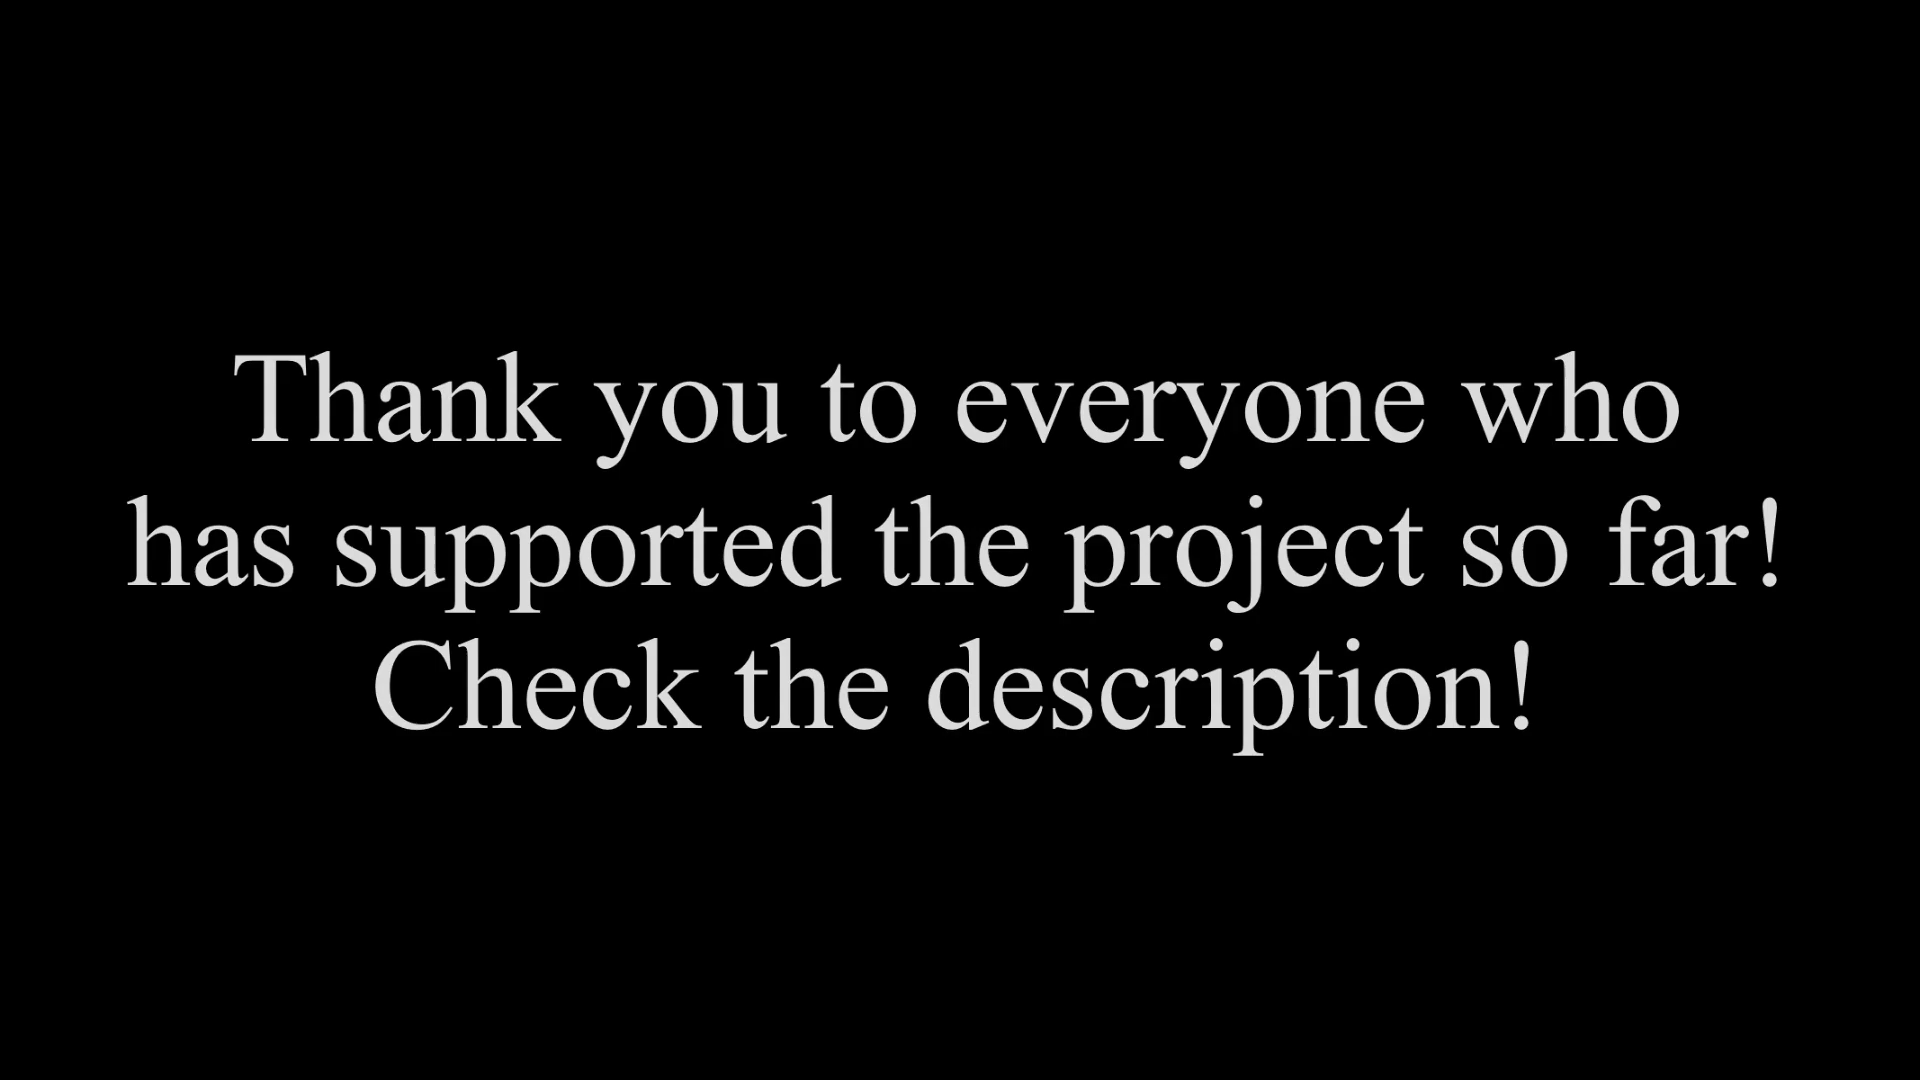 Thank you to everyone who
has supported the project so far!
Check the description!